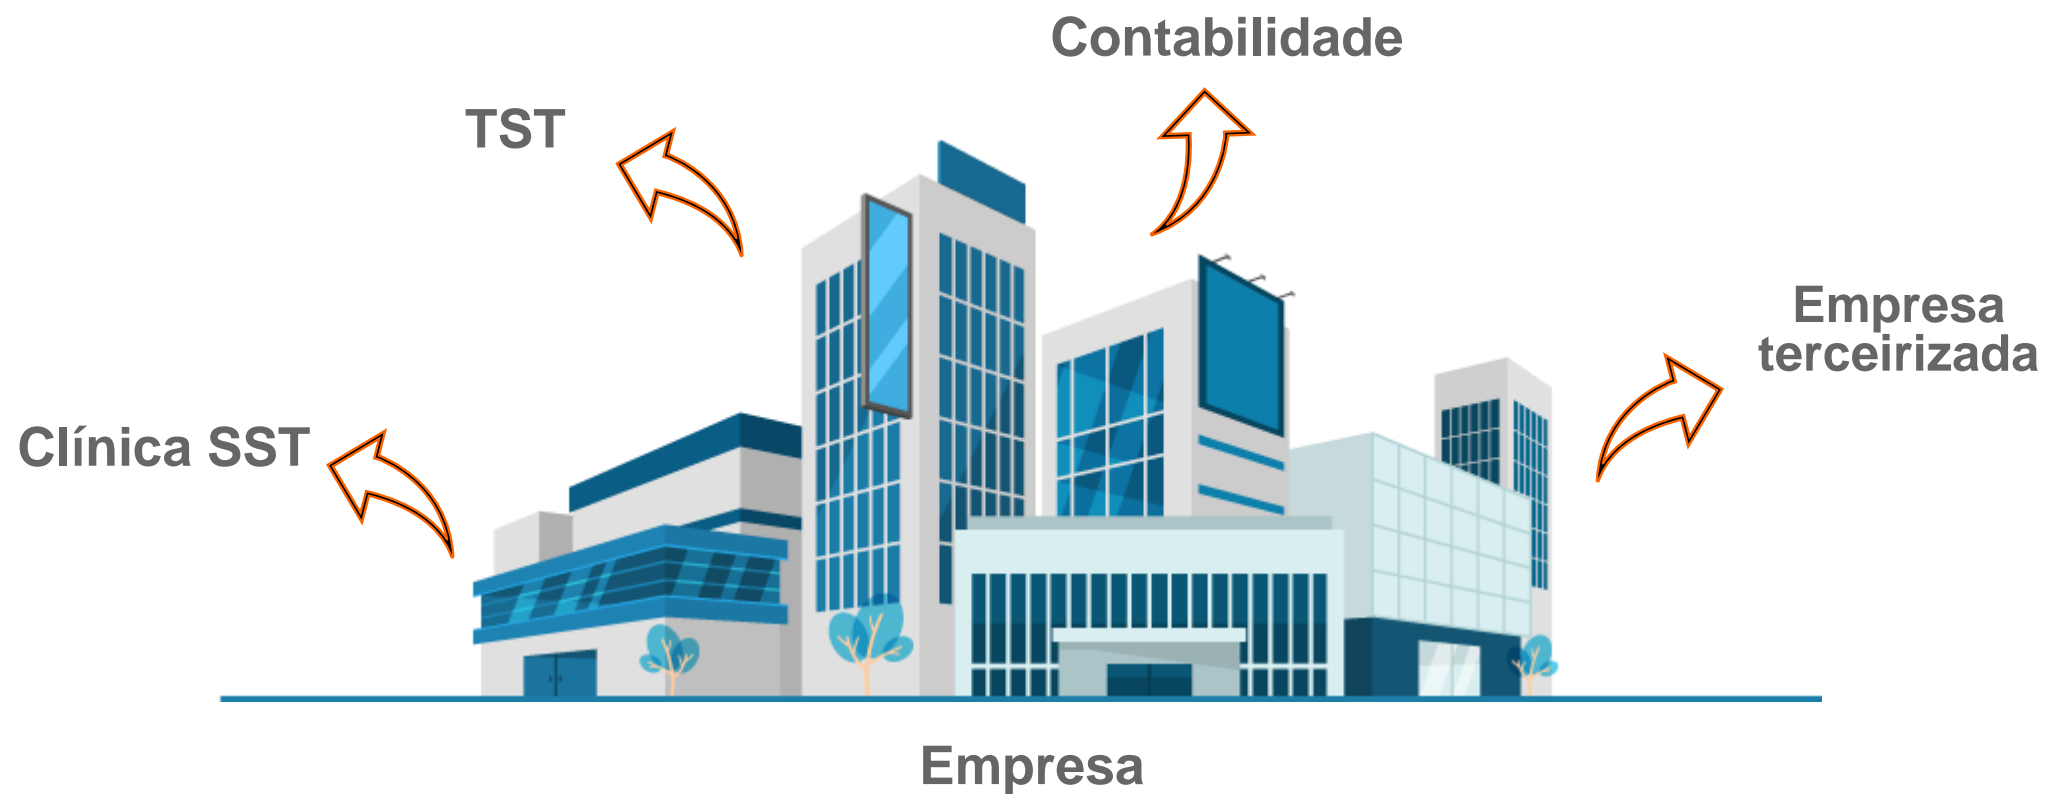 Contabilidade
TST
Empresa
terceirizada
Clínica SST
Empresa